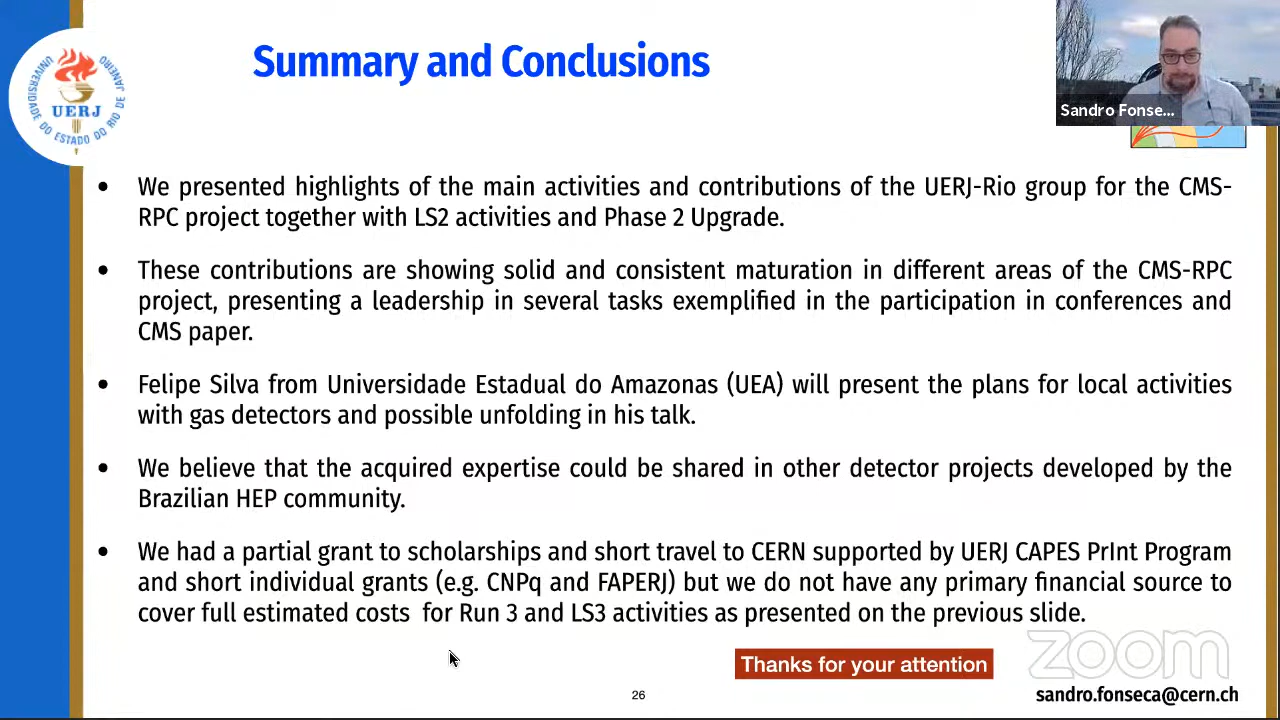 Summary and Conclusions
UNIVERSIDADE DO ESTADO DO RIO DE JANEIRO
UERJ
Sandro Fonse...
• We presented highlights of the main activities and contributions of the UERJ-Rio group for the CMS-
RPC project together with LS2 activities and Phase 2 Upgrade.
• These contributions are showing solid and consistent maturation in different areas of the CMS-RPC
project, presenting a leadership in several tasks exemplified in the participation in conferences and
CMS paper.
• Felipe Silva from Universidade Estadual do Amazonas (UEA) will present the plans for local activities
with gas detectors and possible unfolding in his talk.
• We believe that the acquired expertise could be shared in other detector projects developed by the
Brazilian HEP community.
• We had a partial grant to scholarships and short travel to CERN supported by UERJ CAPES PrInt Program
and short individual grants (e.g. CNPq and FAPERJ) but we do not have any primary financial source to
cover full estimated costs for Run 3 and LS3 activities as presented on the previous slide.
Thanks for your attention
zoom
26
sandro.fonseca@cern.ch